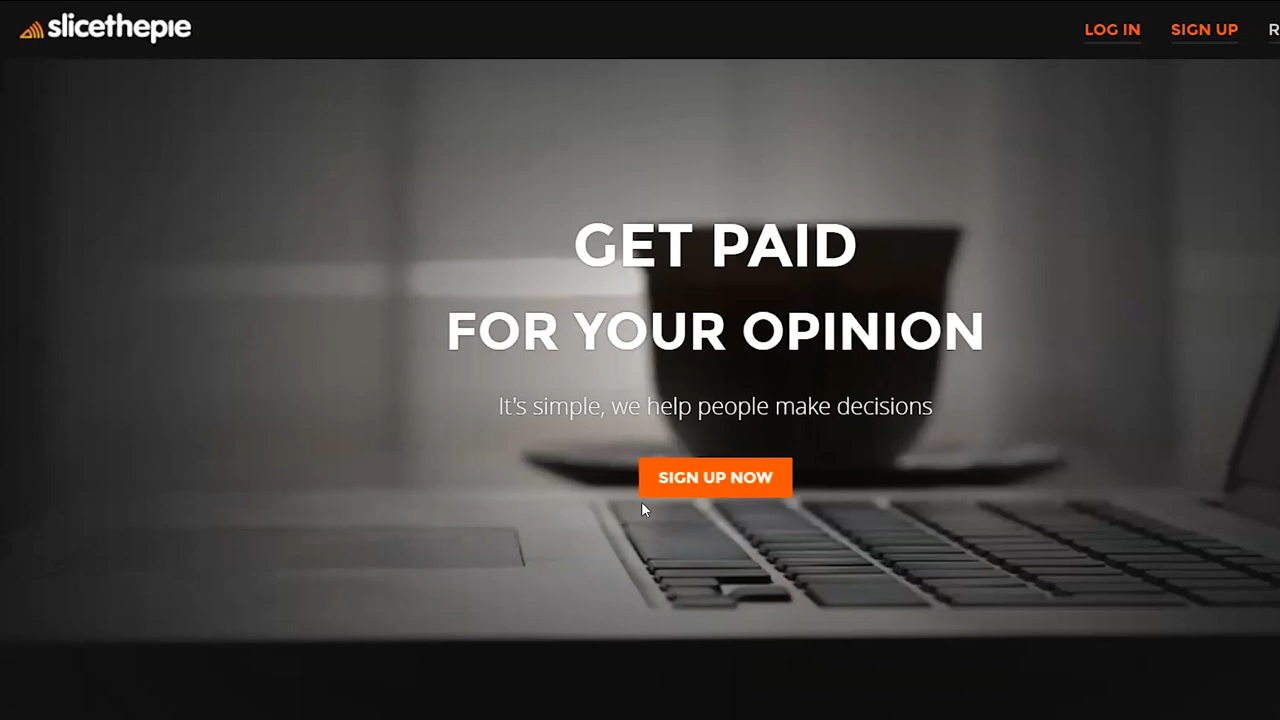 slicethepie
LOG IN
SIGN UP
GET PAID
FOR YOUR OPINION
It's simple, we help people make decisions
SIGN UP NOW